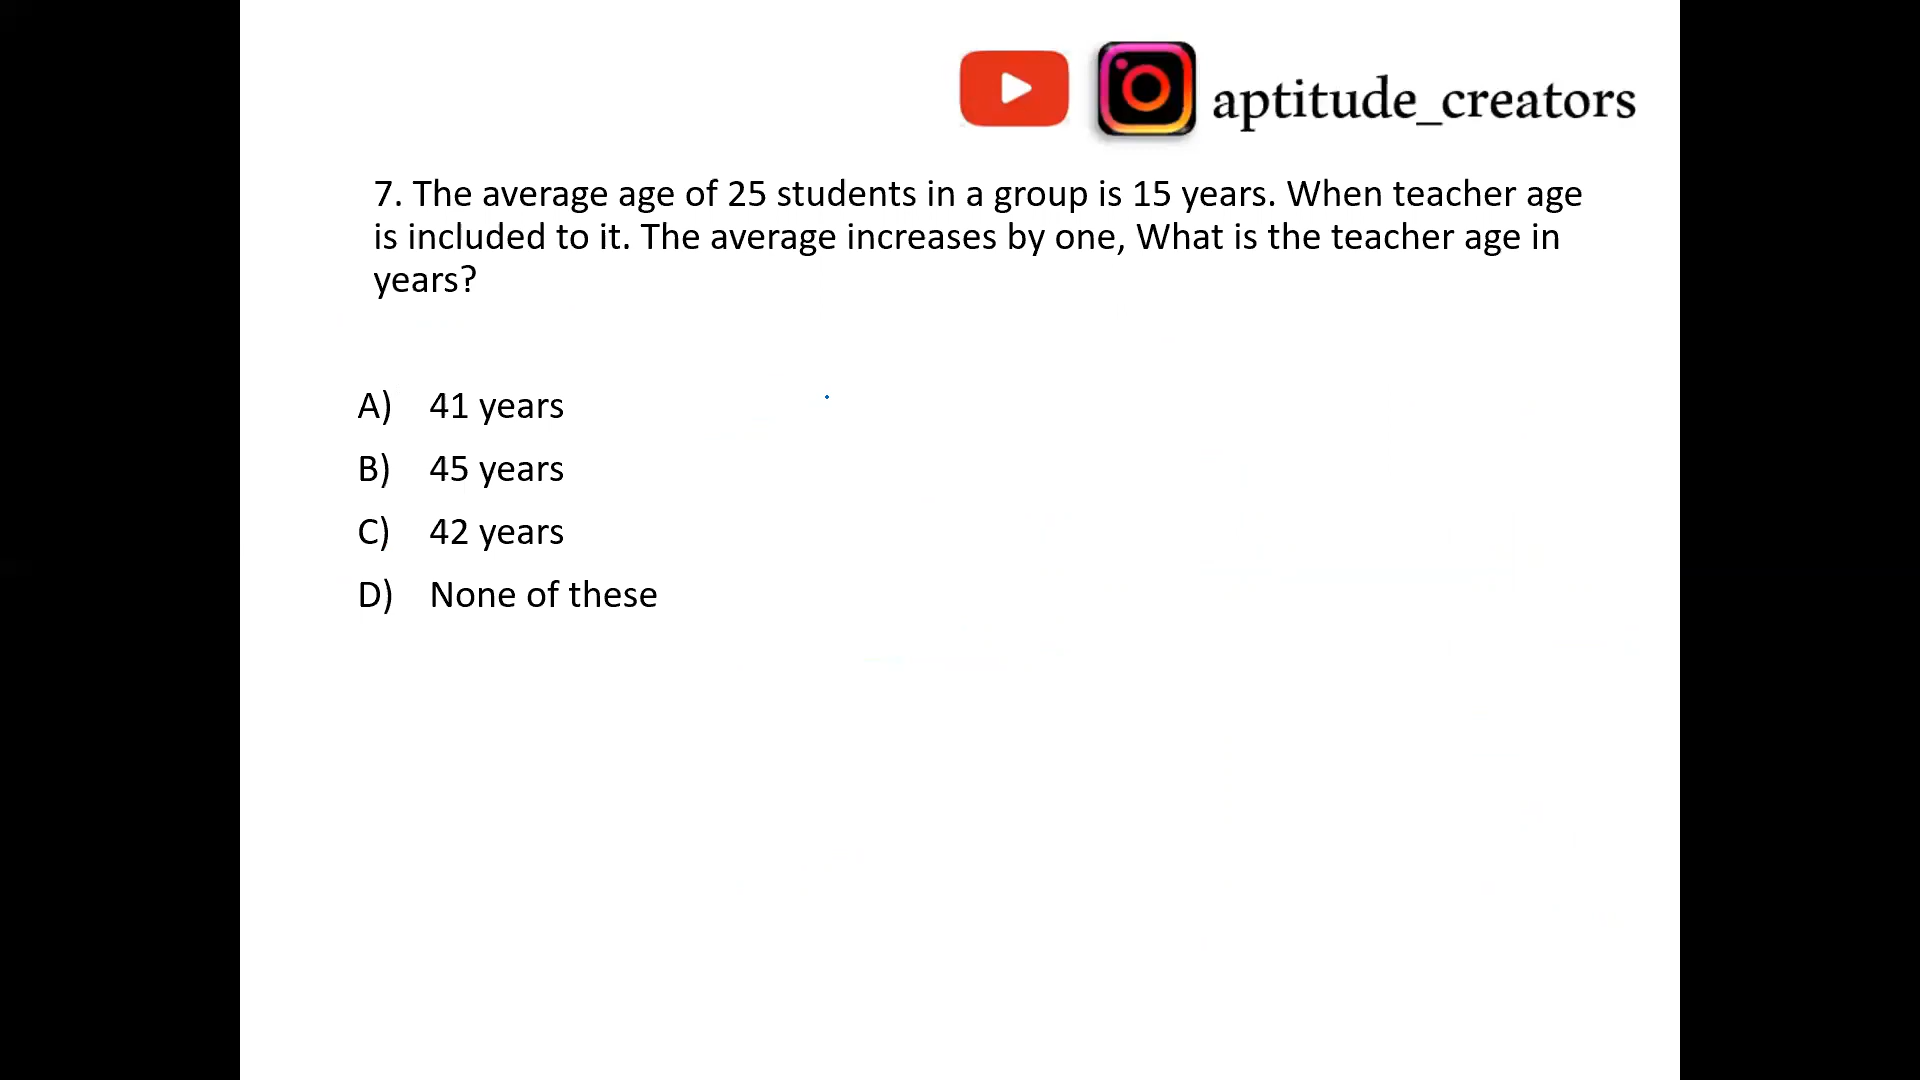 aptitude_creators
7. The average age of 25 students in a group is 15 years. When teacher age
is included to it. The average increases by one, What is the teacher age in
years?
A) 41 years
B) 45 years
C) 42 years
D) None of these